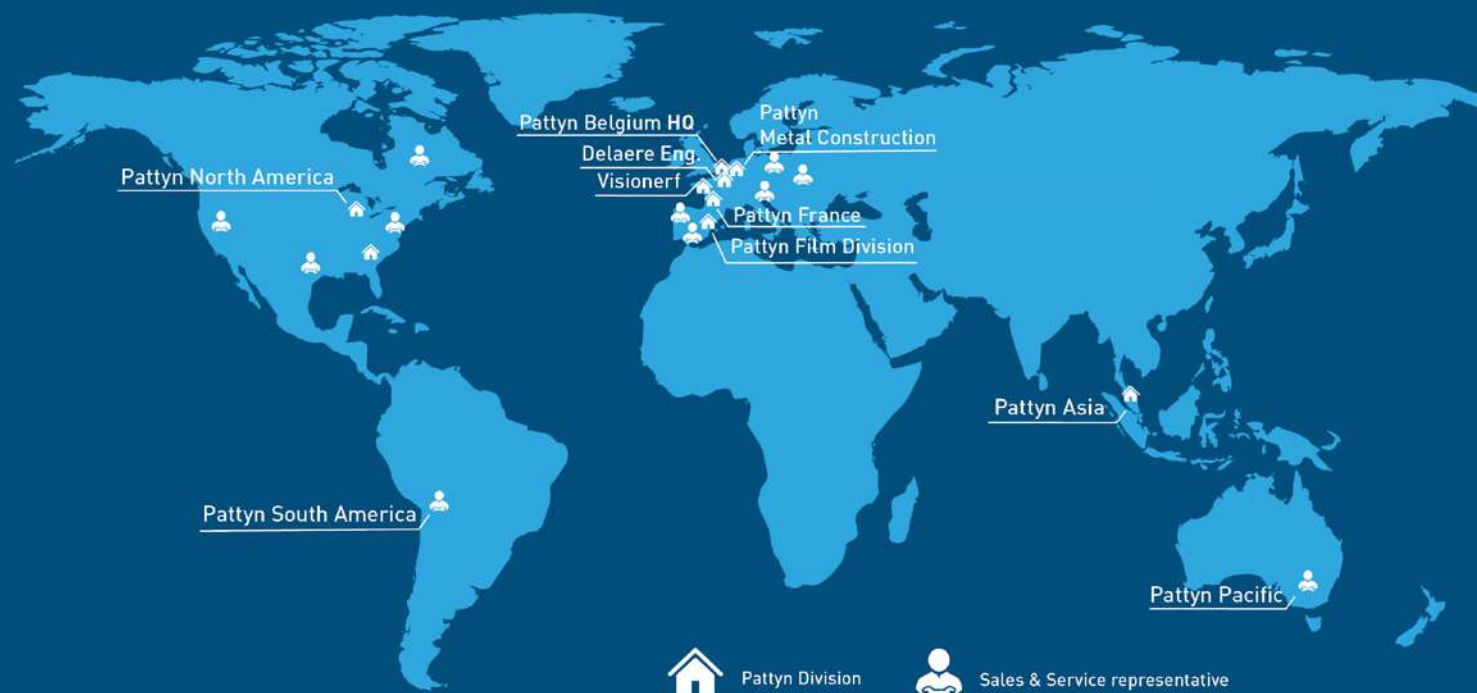 Pattyn Belgium HQ
Pattyn
Metal Construction
Delaere Eng.
Visionerf
Pattyn North America
Pattyn France
Pattyn Film Division
Pattyn Asia
Pattyn South America
Pattyn Pacific
Pattyn Division
Sales & Service representative